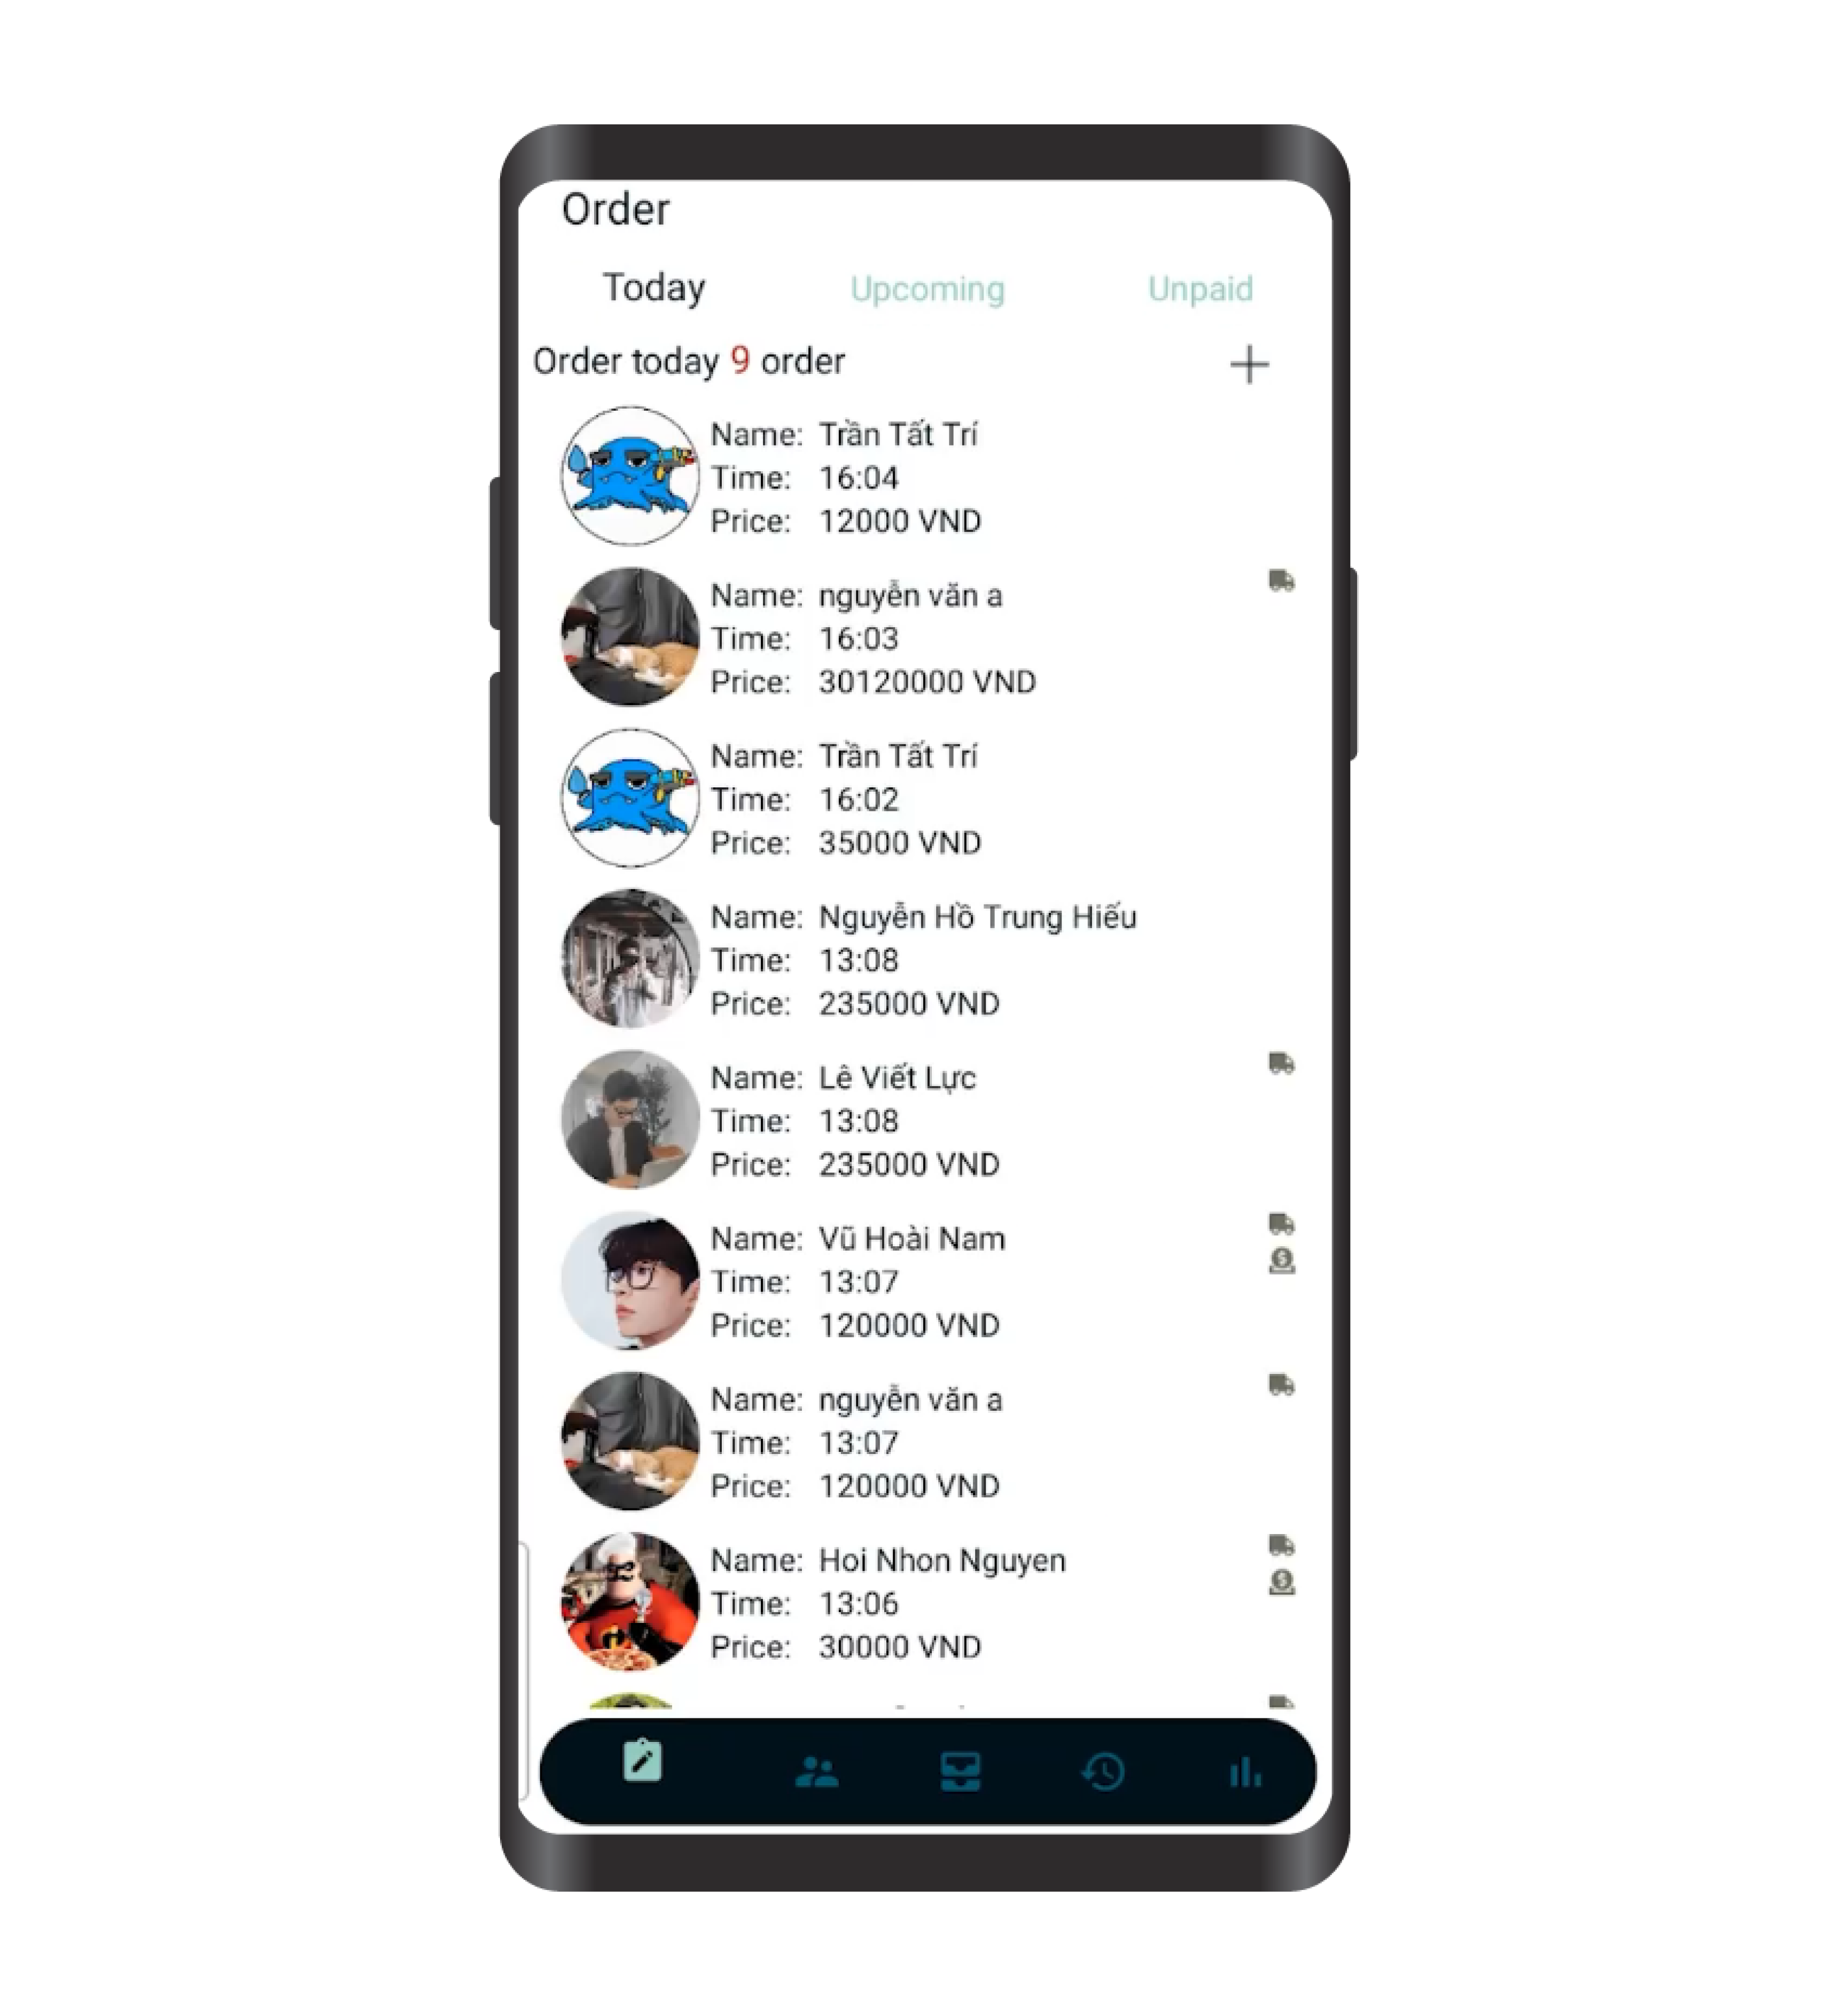 Order
Today Upcoming Unpaid
Order today 9 order
Name: Trần Tất Trí
Time: 16:04
Price: 12000 VND
Name: nguyễn văn a
Time: 16:03
Price: 30120000 VND
Name: Trần Tất Trí
Time: 16:02
Price: 35000 VND
Name: Nguyễn Hồ Trung Hiếu
Time: 13:08
Price: 235000 VND
Name: Lê Viết Lực
Time: 13:08
Price: 235000 VND
Name: Vũ Hoài Nam
Time: 13:07
Price: 120000 VND
Name: nguyễn văn a
Time: 13:07
Price: 120000 VND
Name: Hoi Nhon Nguyen
Time: 13:06
Price: 30000 VND